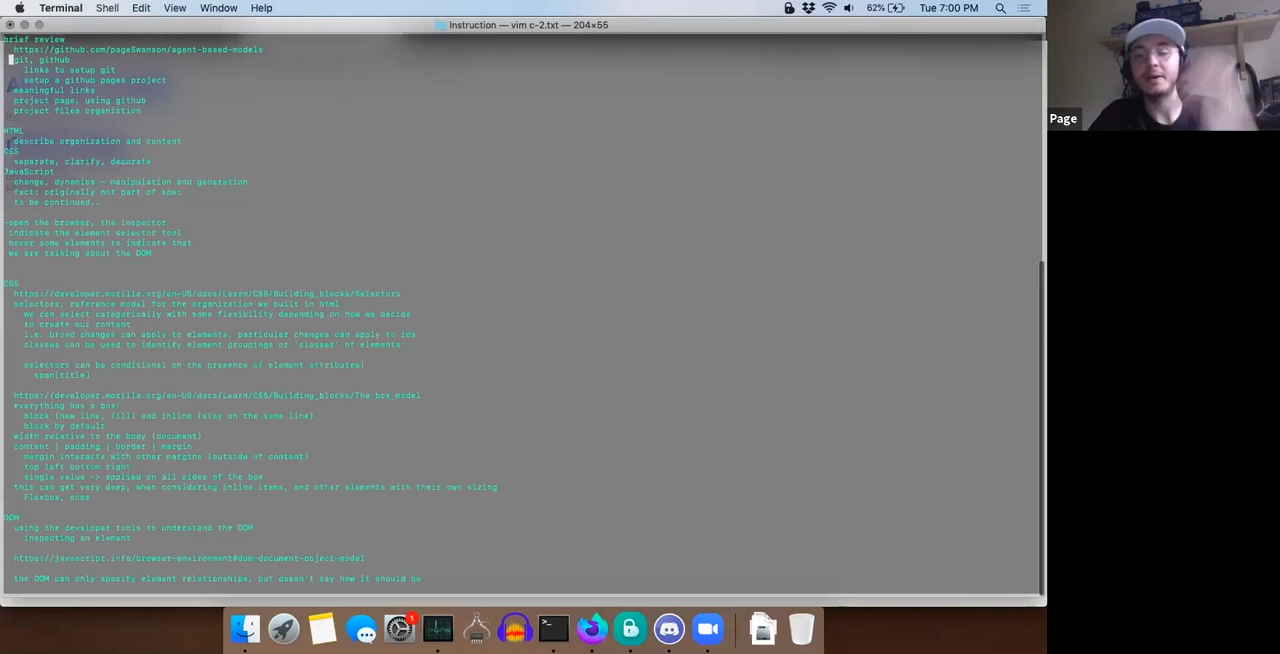 Terminal Shell Edit View Window Help 62% Tue 7:00 PM
Instruction — vim c-2.txt — 204×55
brief review
https://github.com/pageSwanson/agent-based-models
git, github
links to setup git
setup a github pages project
meaningful links
project page, using github
project files organiztion
HTML
describe organization and content
CSS
separate, clarify, decorate
JavaScript
change, dynamics — manipulation and generation
fact: originally not part of spec
to be continued..
-open the browser, the inspector
indicate the element selector tool
hover some elements to indicate that
we are talking about the DOM
CSS
https://developer.mozilla.org/en-US/docs/Learn/CSS/Building_blocks/Selectors
selectors, reference model for the organization we built in html
we can select categorically with some flexibility depending on how we decide
to create our content
i.e. broad changes can apply to elements, particular changes can apply to ids
classes can be used to identify element groupings or 'classes' of elements
selectors can be conditional on the presence of element attributes!
span[title]
https://developer.mozilla.org/en-US/docs/Learn/CSS/Building_blocks/The_box_model
everything has a box!
block (new line, fill) and inline (stay on the same line)
block by default
width relative to the body (document)
content | padding | border | margin
margin interacts with other margins (outside of content)
top left bottom right
single value -> applied on all sides of the box
this can get very deep, when considering inline items, and other elements with their own sizing
Flexbox, scss
DOM
using the developer tools to understand the DOM
inspecting an element
https://javascript.info/browser-environment#dom-document-object-model
the DOM can only specify element relationships, but doesn't say how it should be
Page
1